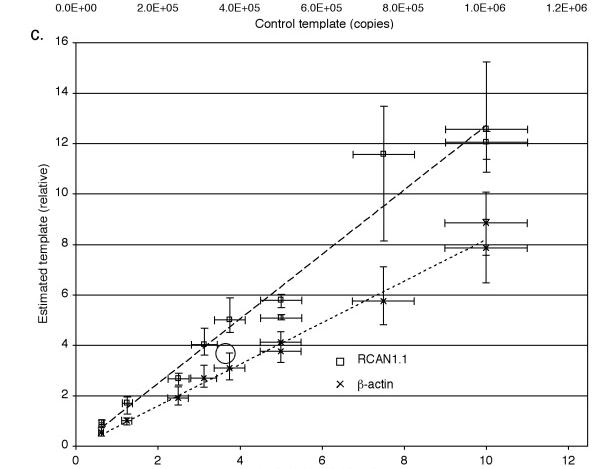 0.0E+00 2.0E+05 4.0E+05 6.0E+05 8.0E+05 1.0E+06 1.2E+06
Control template (copies)
C.
16
14
12
10
8
6
4
2
0
Estimated template (relative)
RCAN1.1
β-actin
0 2 4 6 8 10 12